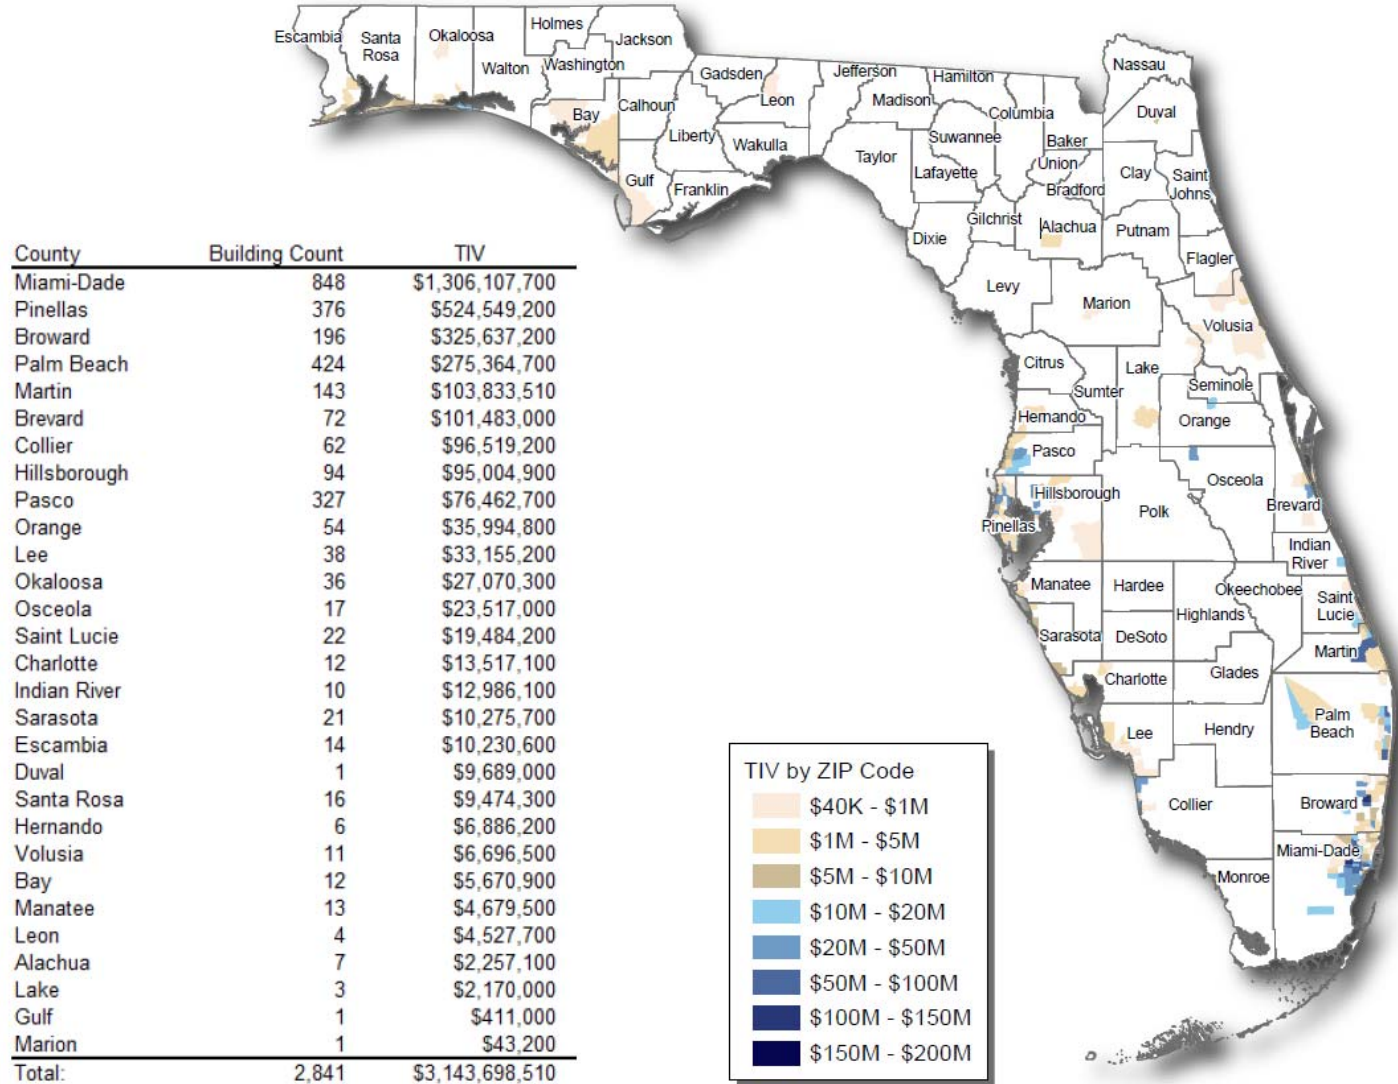 County Building Count TIV
Miami-Dade 848 $1,306,107,700
Pinellas 376 $524,549,200
Broward 196 $325,637,200
Palm Beach 424 $275,364,700
Martin 143 $103,833,510
Brevard 72 $101,483,000
Collier 62 $96,519,200
Hillsborough 94 $95,004,900
Pasco 327 $76,462,700
Orange 54 $35,994,800
Lee 38 $33,155,200
Okaloosa 36 $27,070,300
Osceola 17 $23,517,000
Saint Lucie 22 $19,484,200
Charlotte 12 $13,517,100
Indian River 10 $12,986,100
Sarasota 21 $10,275,700
Escambia 14 $10,230,600
Duval 1 $9,689,000
Santa Rosa 16 $9,474,300
Hernando 6 $6,886,200
Volusia 11 $6,696,500
Bay 12 $5,670,900
Manatee 13 $4,679,500
Leon 4 $4,527,700
Alachua 7 $2,257,100
Lake 3 $2,170,000
Gulf 1 $411,000
Marion 1 $43,200
Total: 2,841 $3,143,698,510
Escambia
Santa
Rosa
Okaloosa
Walton
Holmes
Washington
Jackson
Bay
Calhoun
Gulf
Liberty
Gadsden
Franklin
Leon
Wakulla
Jefferson
Madison
Taylor
Hamilton
Suwannee
Lafayette
Dixie
Columbia
Gilchrist
Levy
Baker
Union
Bradford
Alachua
Marion
Nassau
Duval
Clay
Saint
Johns
Putnam
Flagler
Volusia
Citrus
Sumter
Lake
Seminole
Hernando
Orange
Pasco
Hillsborough
Pinellas
Polk
Osceola
Brevard
Indian
River
Manatee
Hardee
Highlands
Okeechobee
Saint
Lucie
Sarasota
DeSoto
Martin
Charlotte
Glades
Lee
Hendry
Palm
Beach
Collier
Broward
Miami-Dade
Monroe
TIV by ZIP Code
$40K - $1M
$1M - $5M
$5M - $10M
$10M - $20M
$20M - $50M
$50M - $100M
$100M - $150M
$150M - $200M